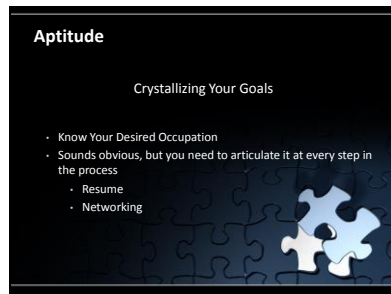 Aptitude
Crystallizing Your Goals
• Know Your Desired Occupation
• Sounds obvious, but you need to articulate it at every step in
the process
• Resume
• Networking